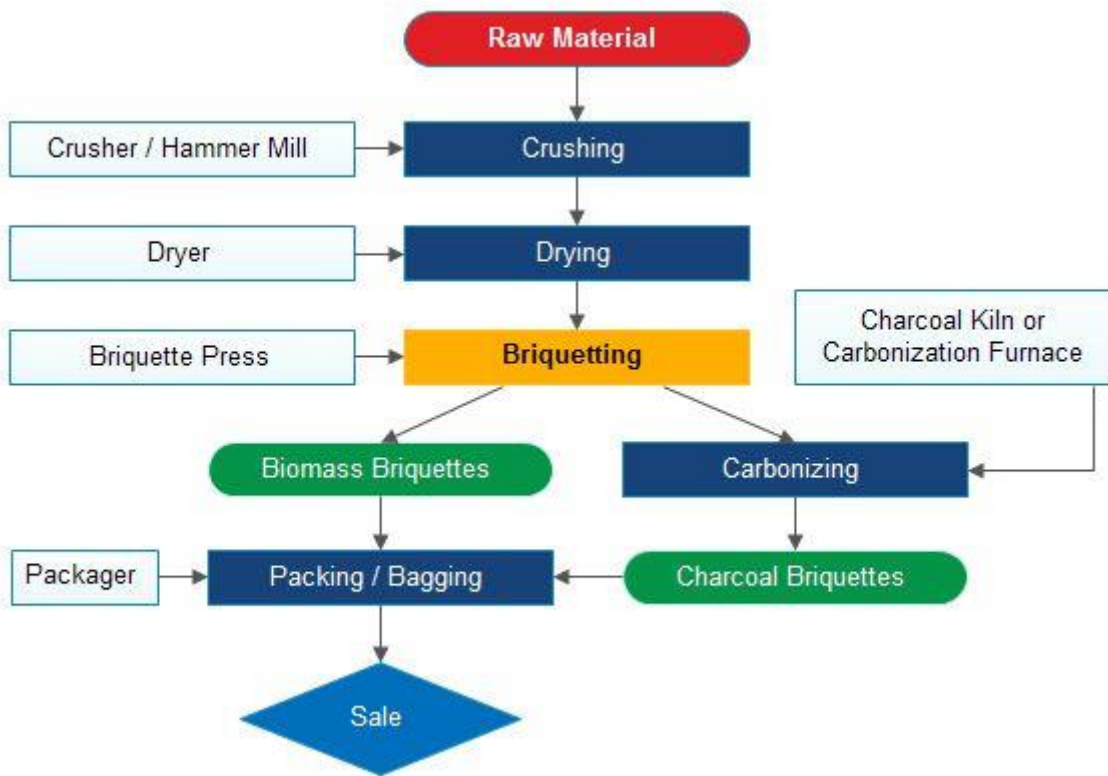 Raw Material
Crusher / Hammer Mill
Crushing
Dryer
Drying
Charcoal Kiln or
Carbonization Furnace
Briquette Press
Briquetting
Biomass Briquettes
Carbonizing
Packager
Packing / Bagging
Charcoal Briquettes
Sale